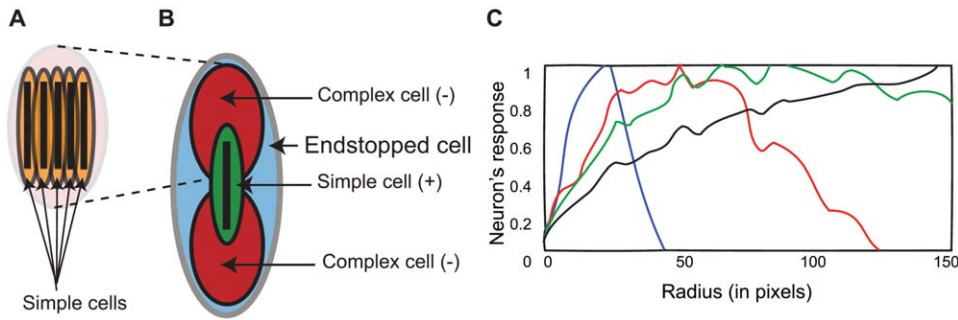 A
Simple cells
B
Complex cell (-)
Endstopped cell
Simple cell (+)
Complex cell (-)
C
Neuron's response
1
0.8
0.6
0.4
0.2
0
0
50
100
150
Radius (in pixels)